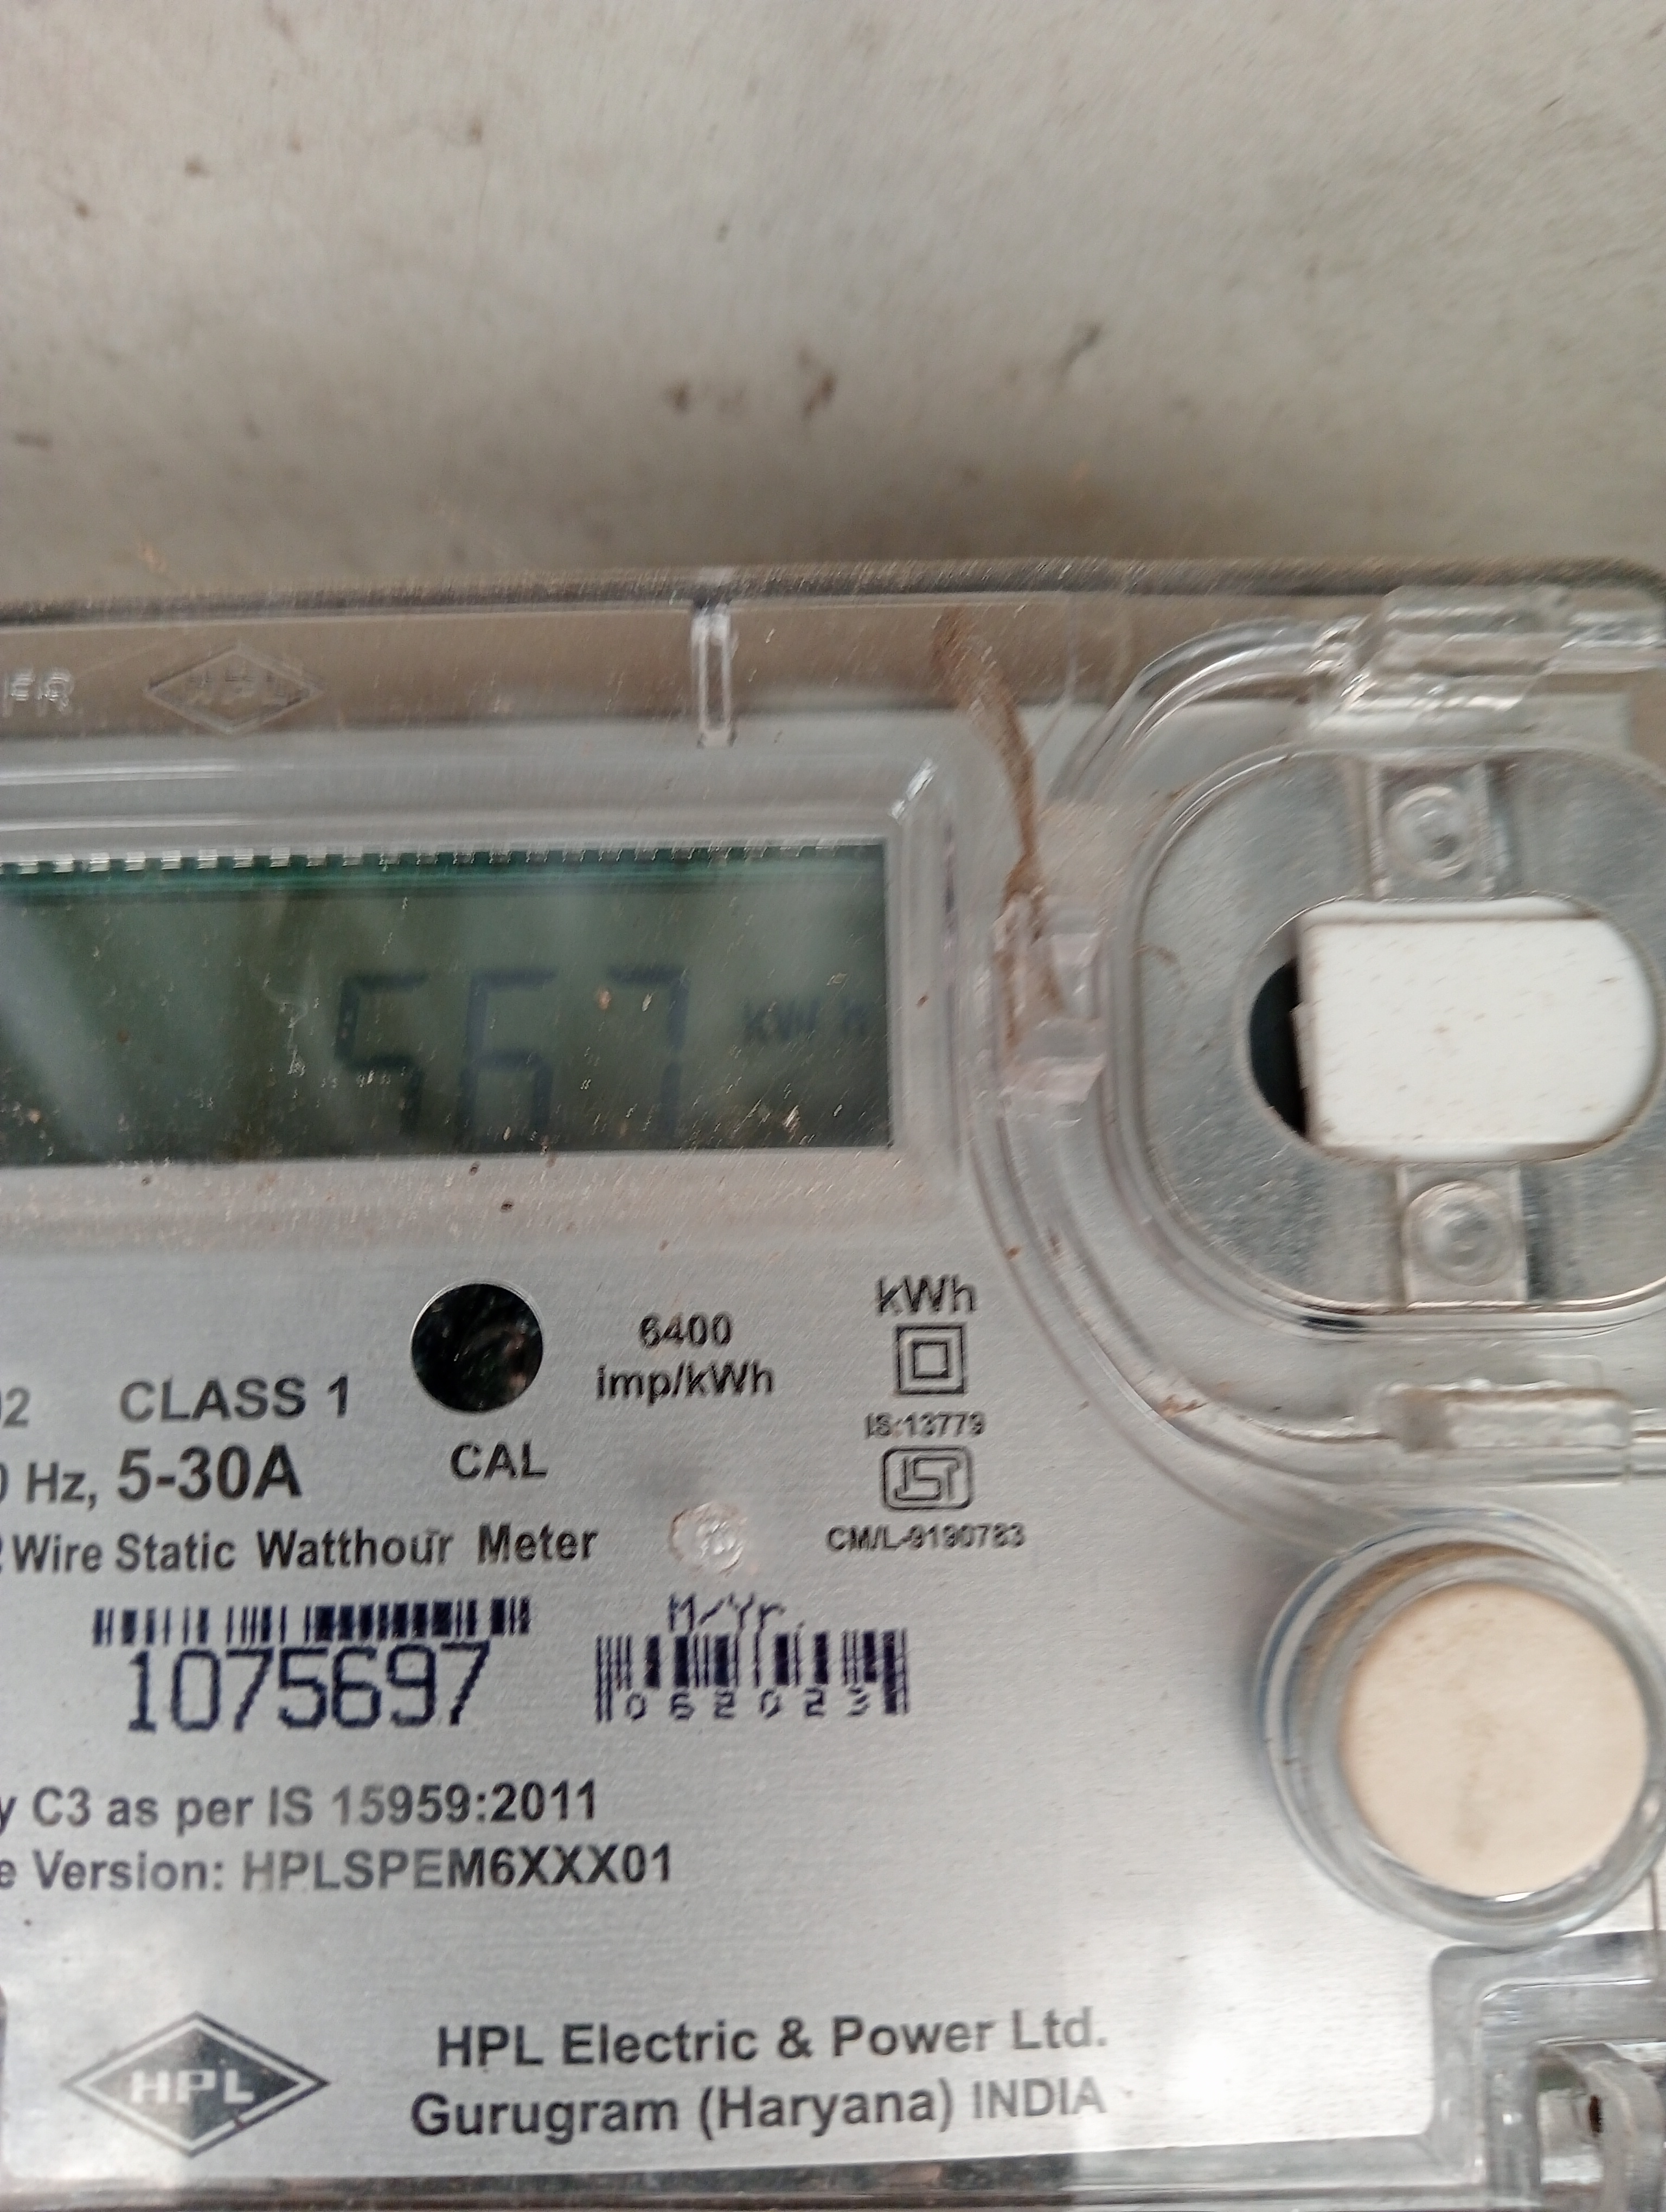 HPL
567 kWh
6400
imp/kWh
kWh
IS:13779
CM/L-9190783
CLASS 1
CAL
Hz, 5-30A
Wire Static Watthour Meter
M/Yr.
1075697
062023
C3 as per IS 15959:2011
Version: HPLSPEM6XXX01
HPL
HPL Electric & Power Ltd.
Gurugram (Haryana) INDIA